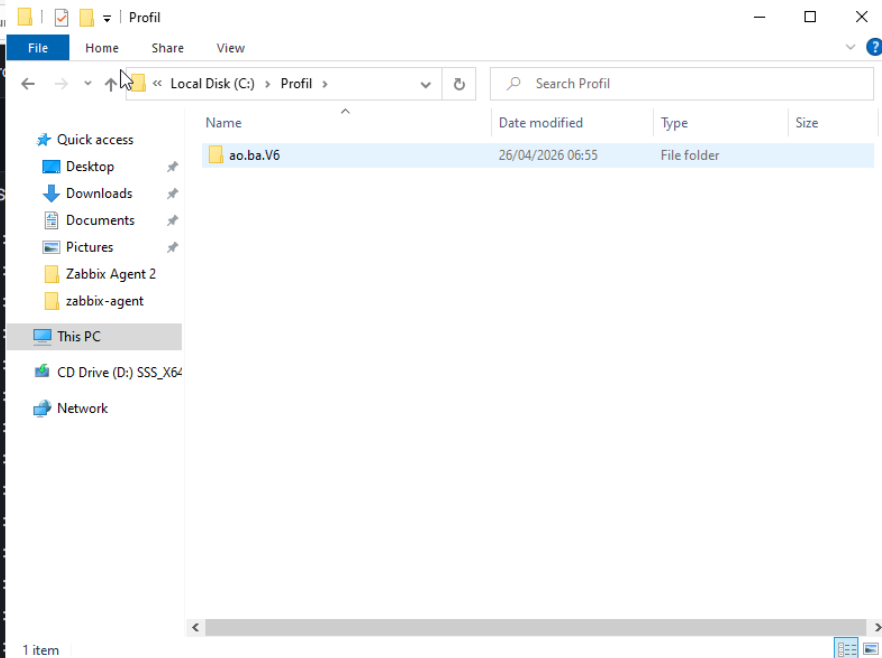 Profil
File Home Share View
« Local Disk (C:) › Profil › Search Profil
Name Date modified Type Size
ao.ba.V6 26/04/2026 06:55 File folder
Quick access
Desktop
Downloads
Documents
Pictures
Zabbix Agent 2
zabbix-agent
This PC
CD Drive (D:) SSS_X64
Network
1 item